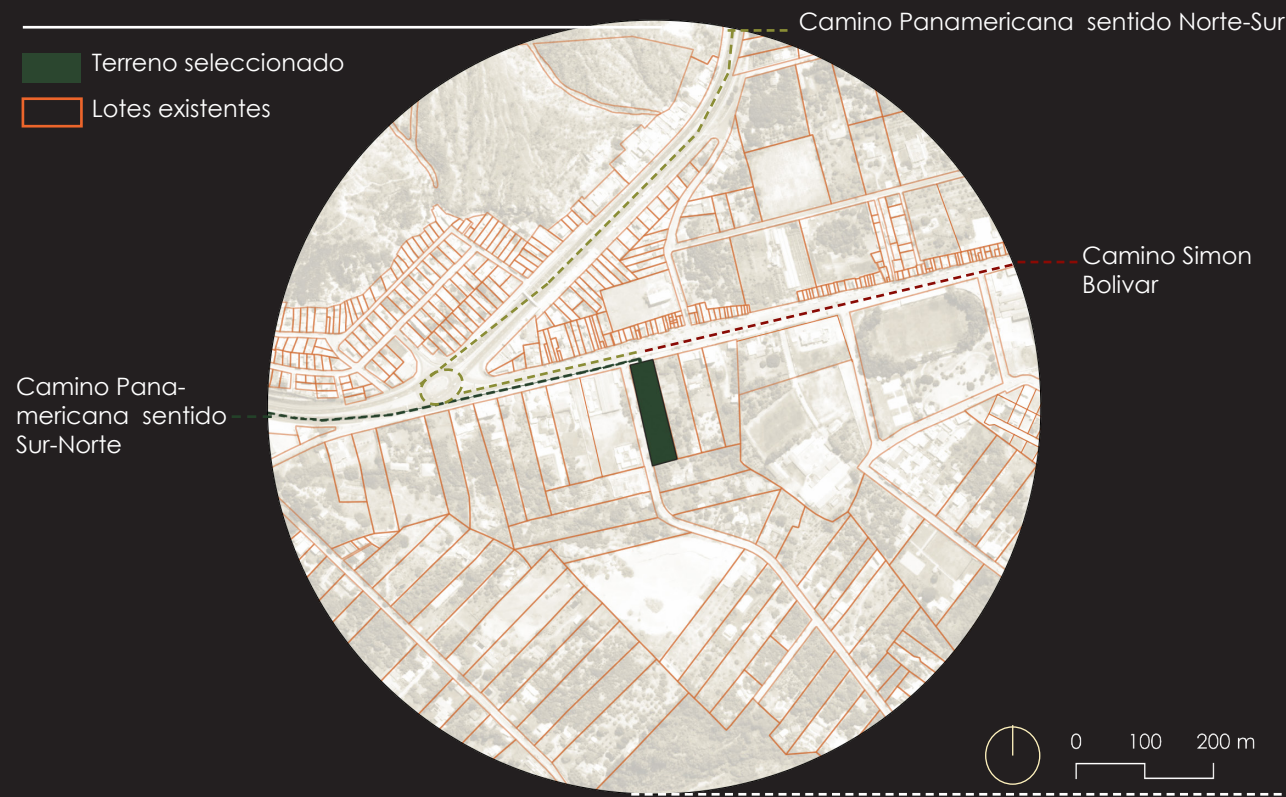 Camino Panamericana sentido Norte-Sur
Terreno seleccionado
Lotes existentes
Camino Simon
Bolivar
Camino Pana-
mericana sentido
Sur-Norte
0 100 200 m